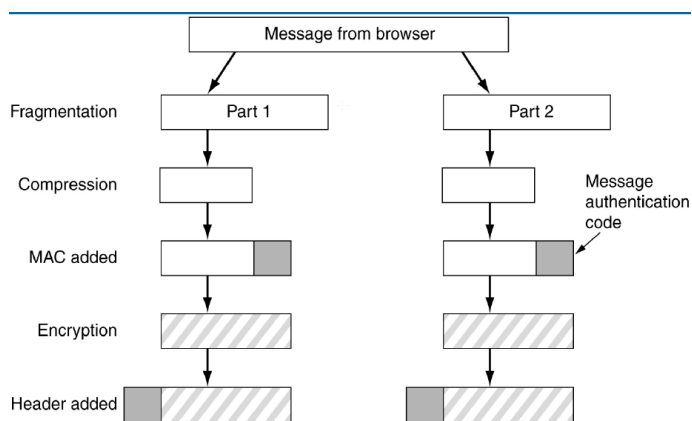 Message from browser
Fragmentation
Part 1
Part 2
Compression
Message
authentication
code
MAC added
Encryption
Header added